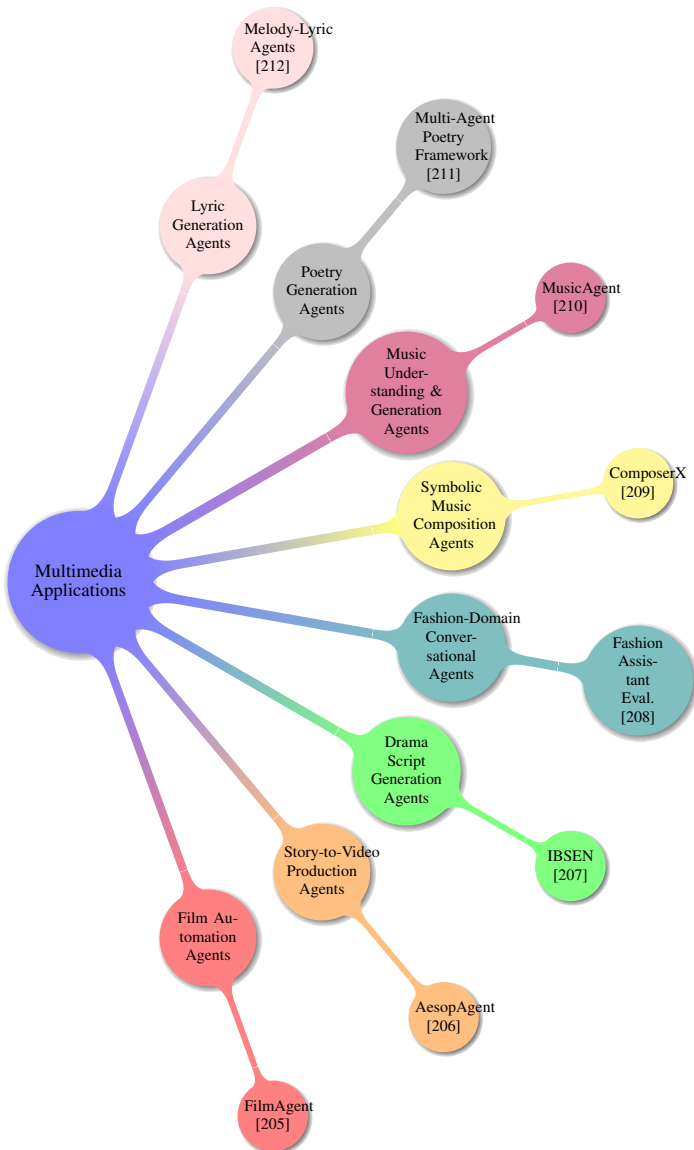 Melody-Lyric
Agents
[212]
Multi-Agent
Poetry
Framework
[211]
Lyric
Generation
Agents
Poetry
Generation
Agents
MusicAgent
[210]
Music
Under-
standing &
Generation
Agents
ComposerX
[209]
Symbolic
Music
Composition
Agents
Multimedia
Applications
Fashion-Domain
Conver-
sational
Agents
Fashion
Assis-
tant
Eval.
[208]
Drama
Script
Generation
Agents
IBSEN
[207]
Story-to-Video
Production
Agents
AesopAgent
[206]
Film Au-
tomation
Agents
FilmAgent
[205]